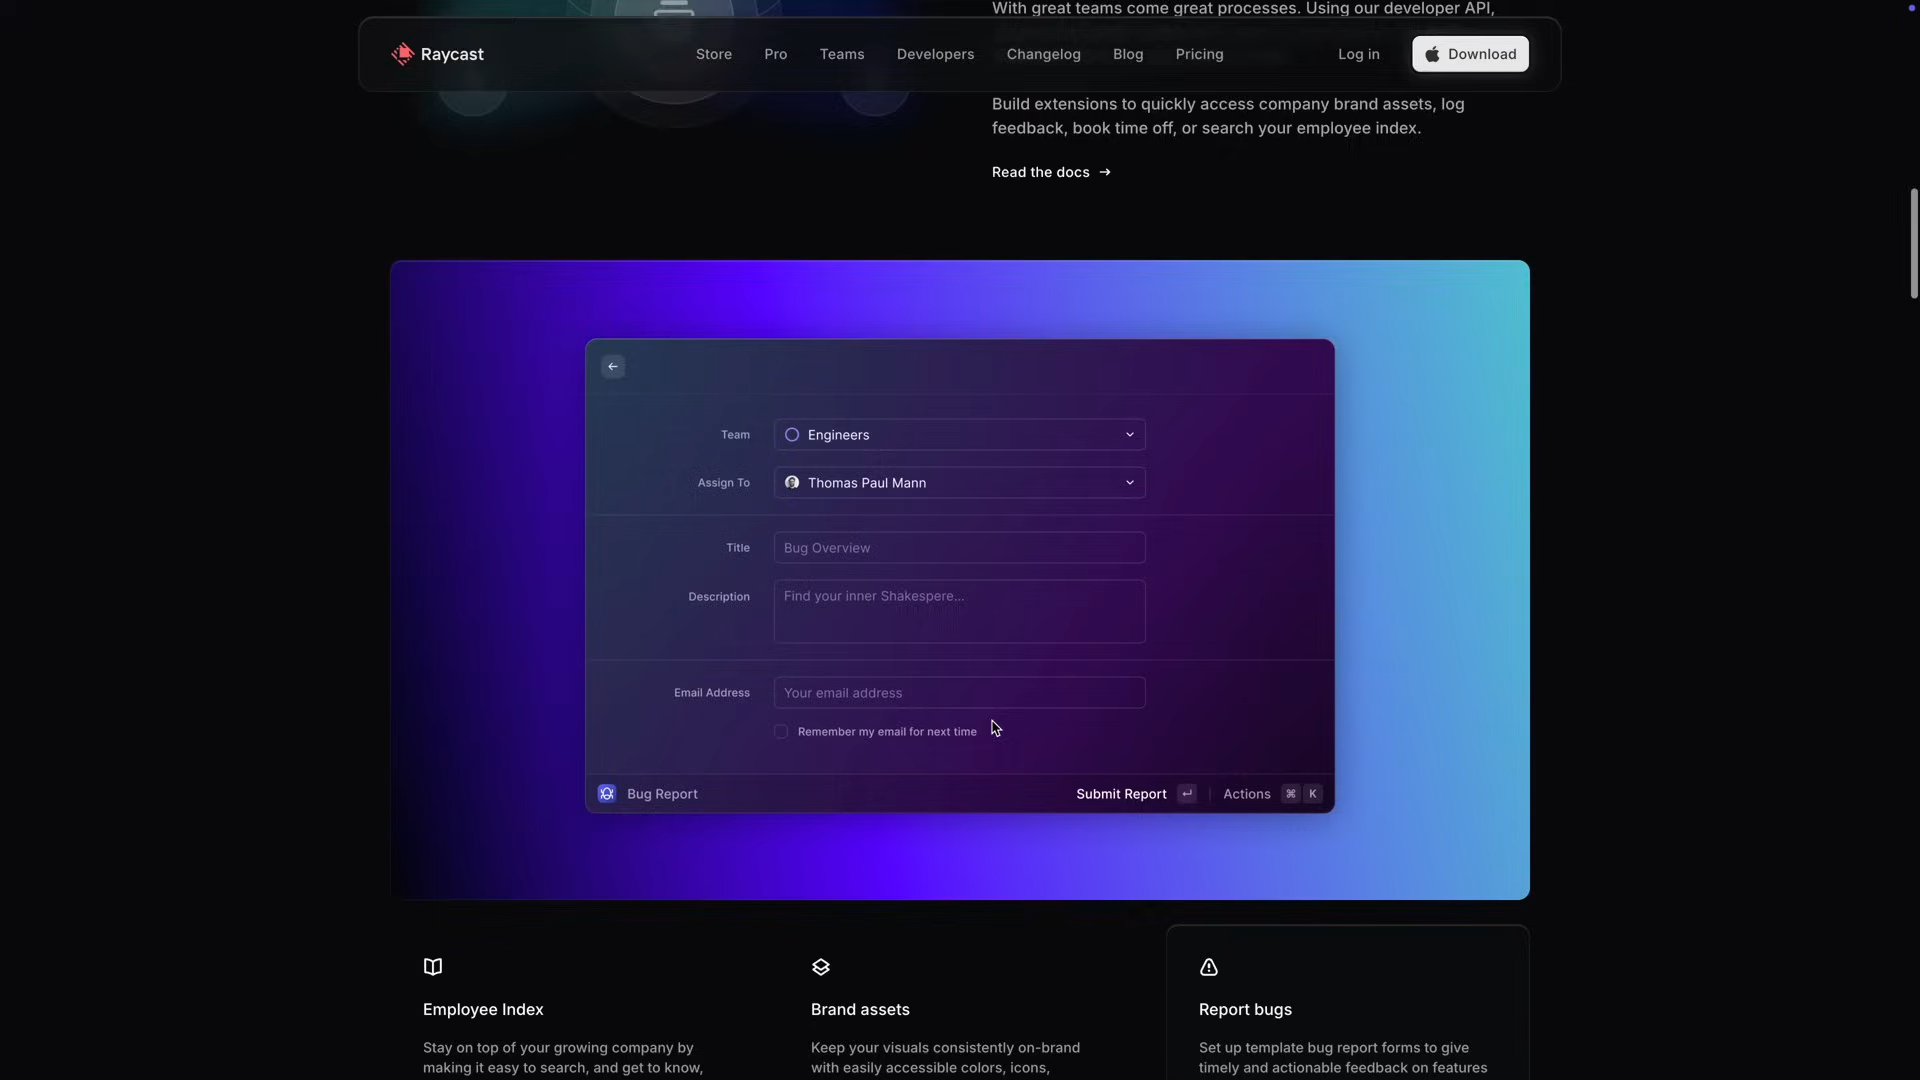 With great teams come great processes. Using our developer API,
Raycast
Store
Pro
Teams
Developers
Changelog
Blog
Pricing
Log in
Download
Build extensions to quickly access company brand assets, log
feedback, book time off, or search your employee index.
Read the docs →
Team
Engineers
Assign To
Thomas Paul Mann
Title
Bug Overview
Description
Find your inner Shakespere...
Email Address
Your email address
Remember my email for next time
Bug Report
Submit Report ↵
Actions ⌘ K
Employee Index
Stay on top of your growing company by
making it easy to search, and get to know,
Brand assets
Keep your visuals consistently on-brand
with easily accessible colors, icons,
Report bugs
Set up template bug report forms to give
timely and actionable feedback on features